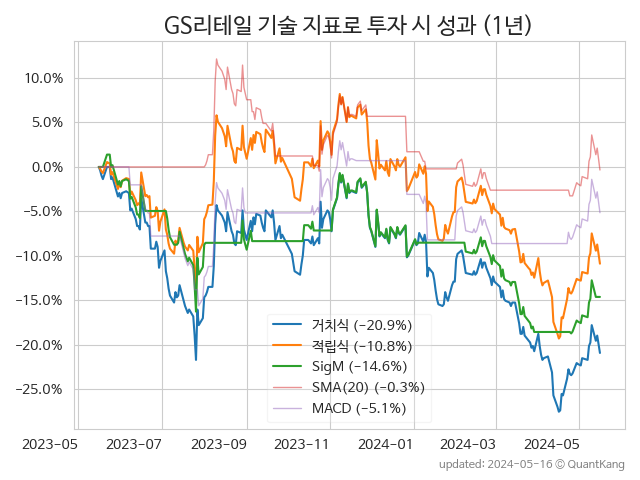 GS리테일 기술 지표로 투자 시 성과 (1년)
10.0%
5.0%
0.0%
−5.0%
−10.0%
−15.0%
−20.0%
−25.0%
거치식 (−20.9%)
적립식 (−10.8%)
SigM (−14.6%)
SMA(20) (−0.3%)
MACD (−5.1%)
2023−05 2023−07 2023−09 2023−11 2024−01 2024−03 2024−05
updated: 2024−05−16 ⓒ QuantKang